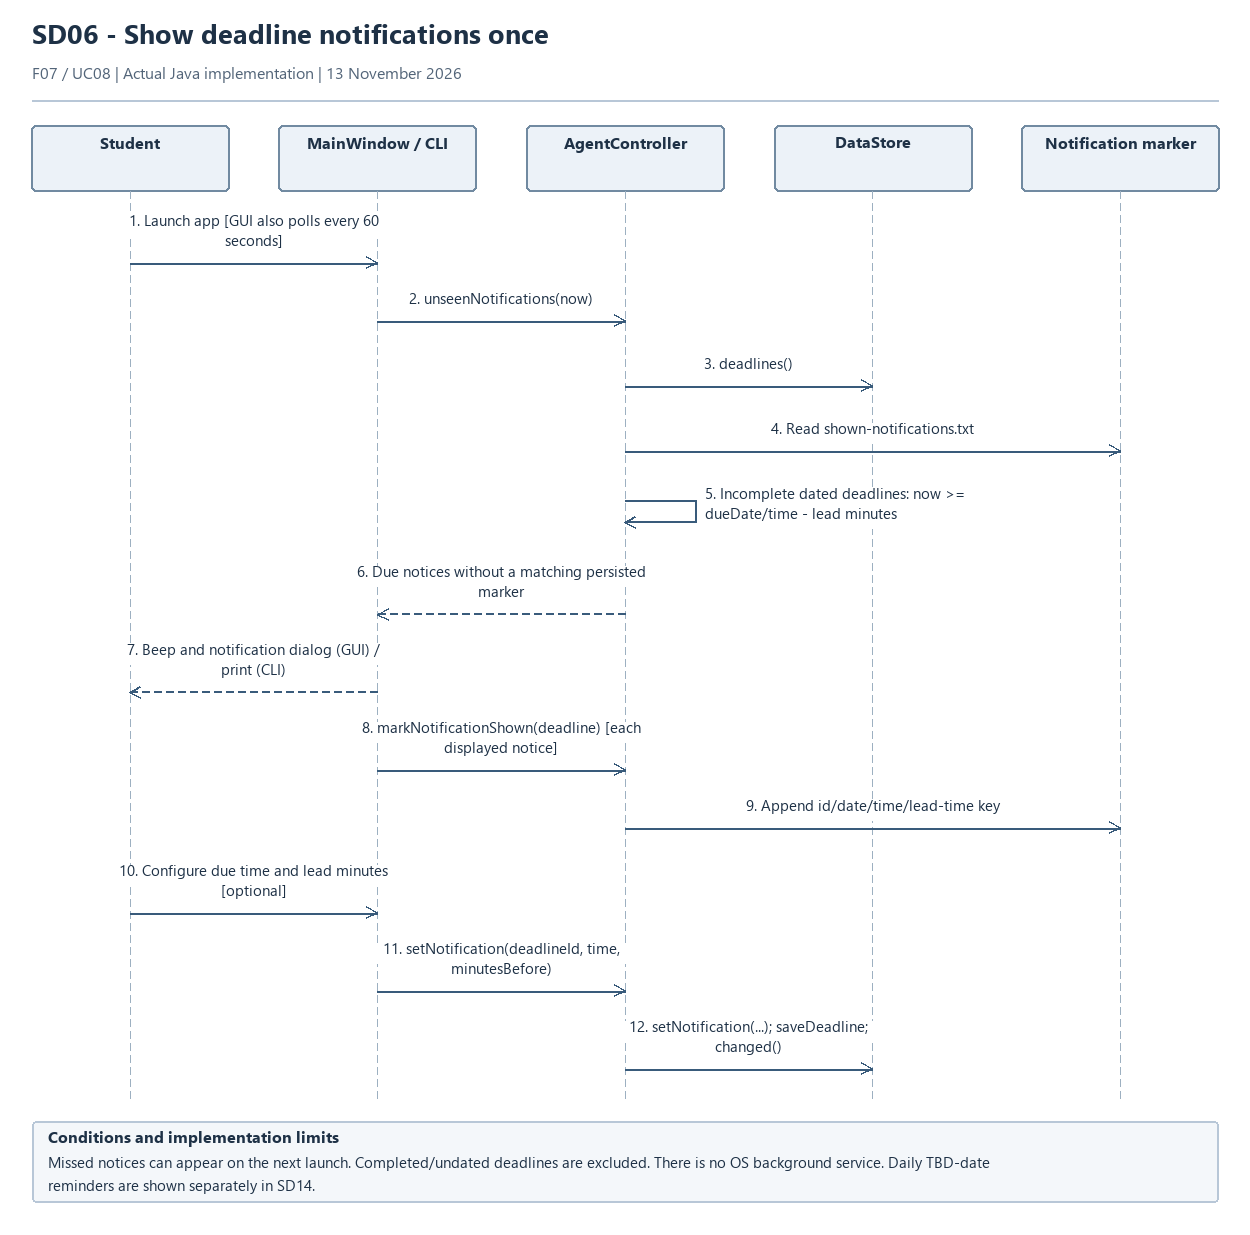 SD06 - Show deadline notifications once
F07 / UC08 | Actual Java implementation | 13 November 2026
Student
MainWindow / CLI
AgentController
DataStore
Notification marker
1. Launch app [GUI also polls every 60
seconds]
2. unseenNotifications(now)
3. deadlines()
4. Read shown-notifications.txt
5. Incomplete dated deadlines: now >=
dueDate/time - lead minutes
6. Due notices without a matching persisted
marker
7. Beep and notification dialog (GUI) /
print (CLI)
8. markNotificationShown(deadline) [each
displayed notice]
9. Append id/date/time/lead-time key
10. Configure due time and lead minutes
[optional]
11. setNotification(deadlineId, time,
minutesBefore)
12. setNotification(...); saveDeadline;
changed()
Conditions and implementation limits
Missed notices can appear on the next launch. Completed/undated deadlines are excluded. There is no OS background service. Daily TBD-date
reminders are shown separately in SD14.